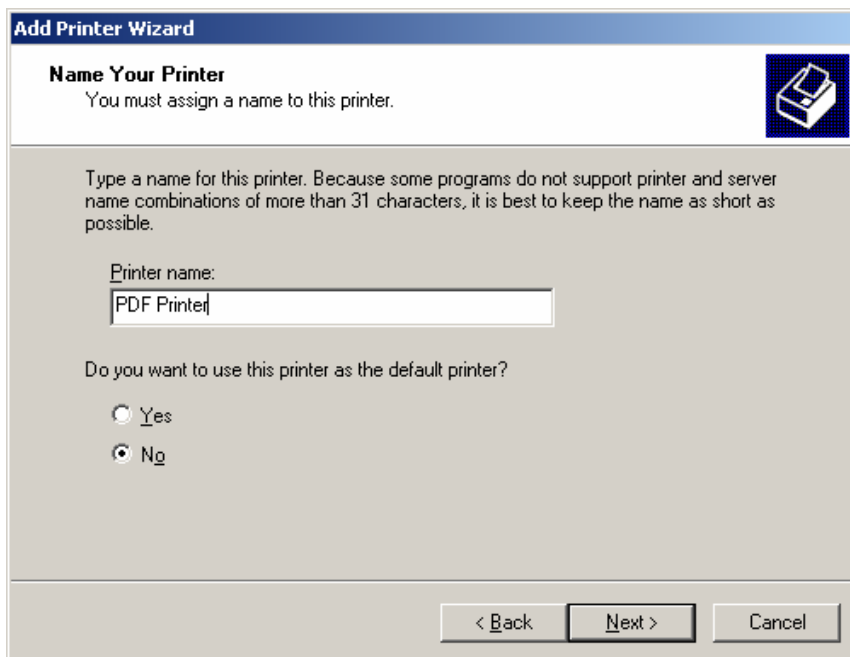 Add Printer Wizard
Name Your Printer
You must assign a name to this printer.
Type a name for this printer. Because some programs do not support printer and server
name combinations of more than 31 characters, it is best to keep the name as short as
possible.
Printer name:
PDF Printer
Do you want to use this printer as the default printer?
Yes
No
< Back Next > Cancel